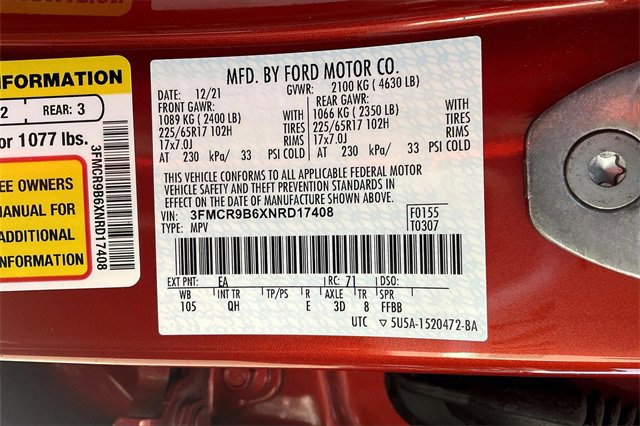 INFORMATION
2 REAR: 3
or 1077 lbs.
EE OWNERS
MANUAL FOR
ADDITIONAL
INFORMATION
3FMCR9B6XNRD17408
MFD. BY FORD MOTOR CO.
DATE: 12/21 GVWR: 2100 KG ( 4630 LB)
FRONT GAWR: REAR GAWR:
1089 KG ( 2400 LB) 1066 KG ( 2350 LB)
225/65R17 102H TIRES 225/65R17 102H TIRES
17x7.0J RIMS 17x7.0J RIMS
AT 230 kPa/ 33 PSI COLD AT 230 kPa/ 33 PSI COLD
THIS VEHICLE CONFORMS TO ALL APPLICABLE FEDERAL MOTOR
VEHICLE SAFETY AND THEFT PREVENTION STANDARDS IN
EFFECT ON THE DATE OF MANUFACTURE SHOWN ABOVE.
VIN: 3FMCR9B6XNRD17408 F0155
TYPE: MPV T0307
EXT PNT: EA RC: 71 DSO:
WB INT TR TP/PS R AXLE TR SPR
105 QH E 3D 8 FFBB
UTC ▽ 5U5A-1520472-BA